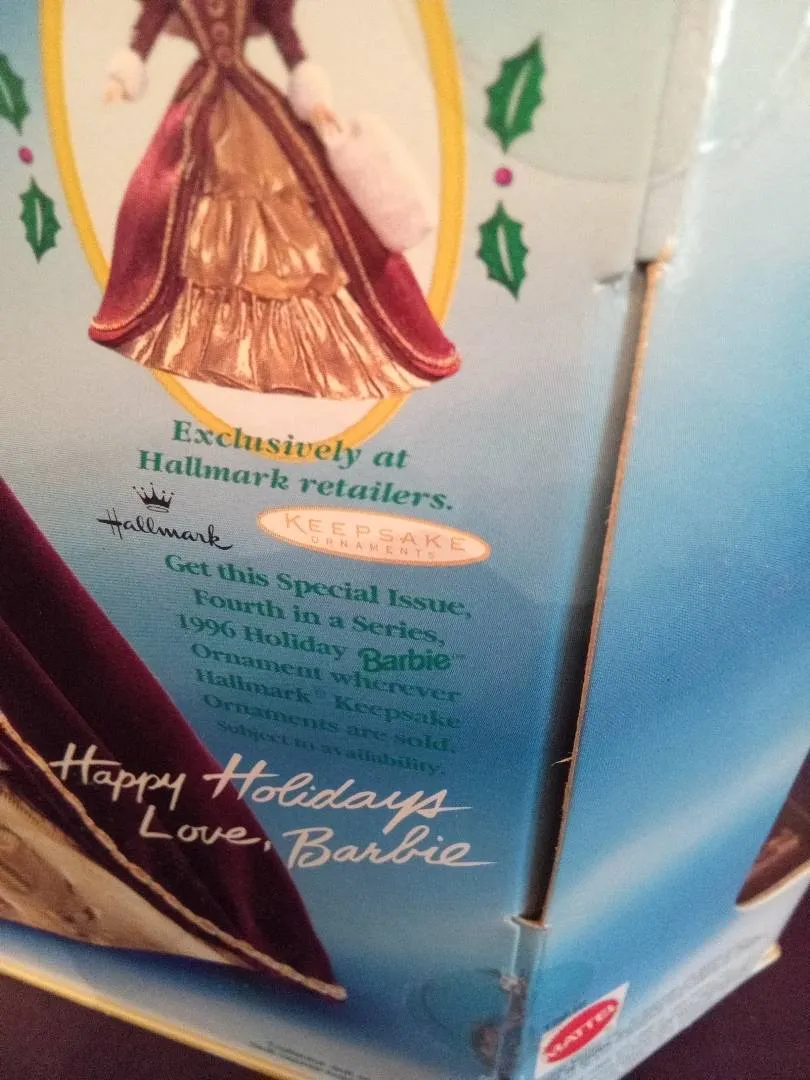 Exclusively at
Hallmark retailers.
Hallmark
KEEPSAKE
ORNAMENTS
Get this Special Issue,
Fourth in a Series,
1996 Holiday Barbie™
Ornament wherever
Hallmark® Keepsake
Ornaments are sold.
Subject to availability.
Happy Holidays
Love, Barbie
MATTEL